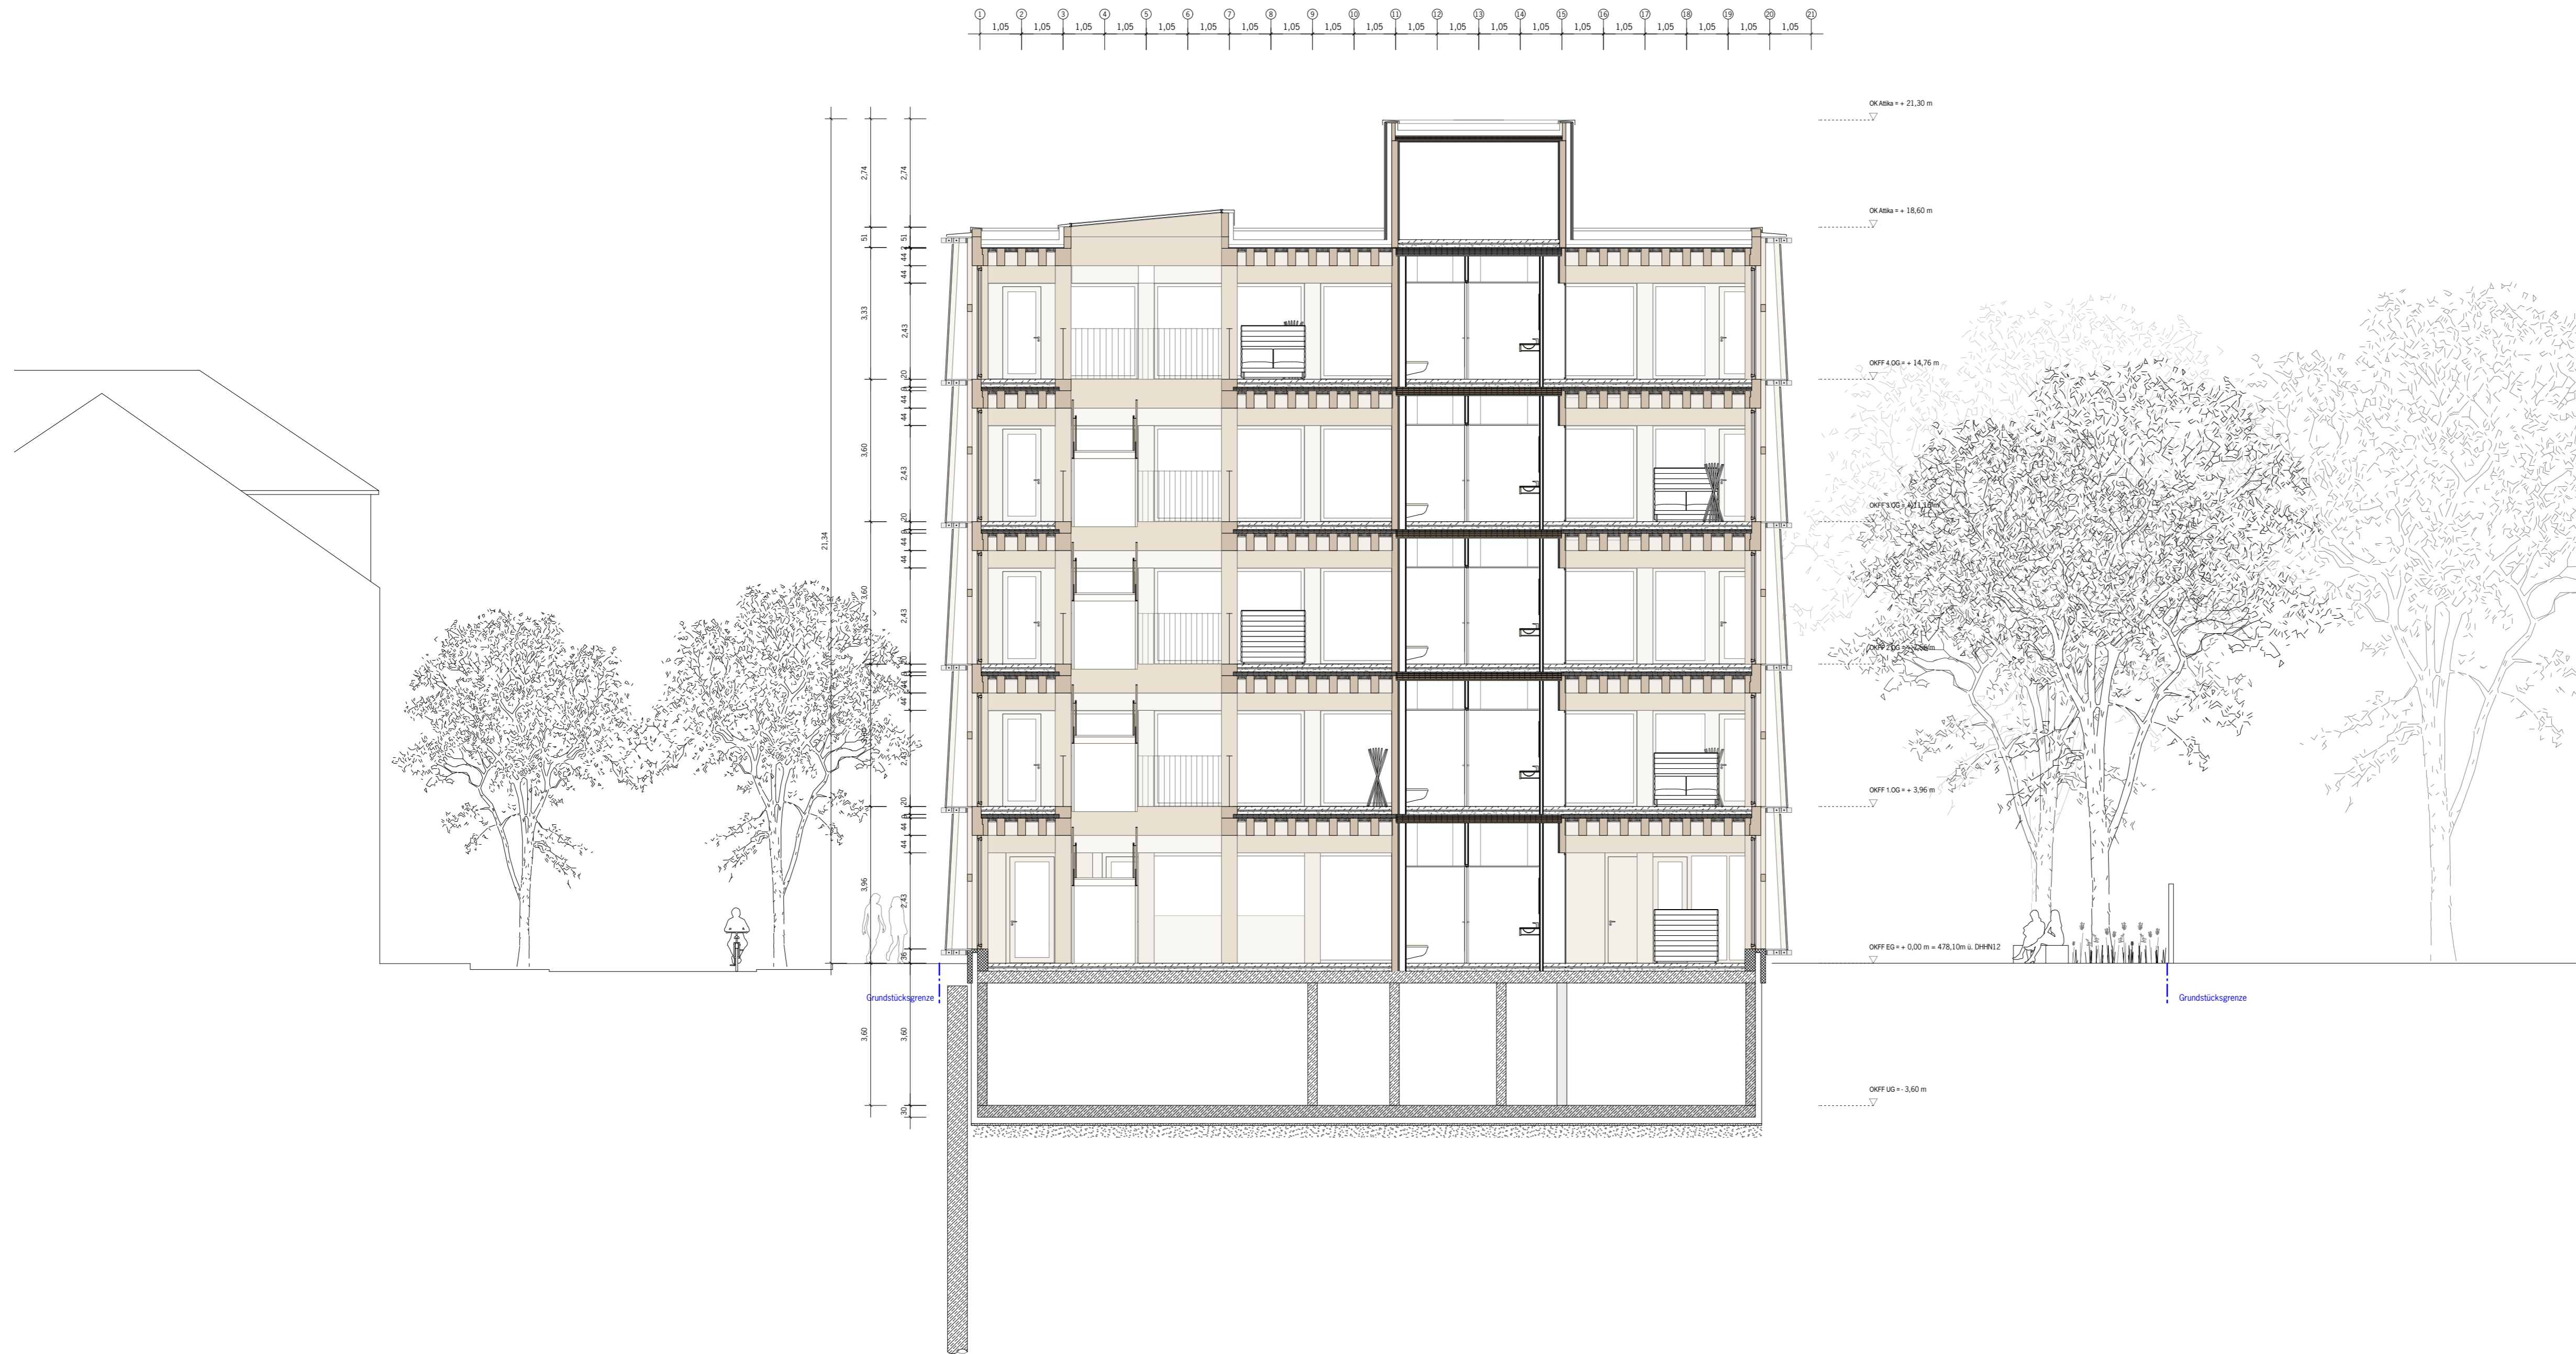 1 2 3 4 5 6 7 8 9 10 11 12 13 14 15 16 17 18 19 20 21
1,05 1,05 1,05 1,05 1,05 1,05 1,05 1,05 1,05 1,05 1,05 1,05 1,05 1,05 1,05 1,05 1,05 1,05 1,05 1,05
OK Attika = + 21,30 m
2,74 2,74
OK Attika = + 18,60 m
51 51
44
44
3,33 2,43
OKFF 4.OG = + 14,76 m
20
44
44
3,60 2,43
20
44
21,34
44
3,60 2,43
44
44
2,43
OKFF 1.OG = + 3,96 m
20
44
44
3,96 2,43
OKFF EG = + 0,00 m = 478,10m ü. DHHN12
36
Grundstücksgrenze
Grundstücksgrenze
3,60 3,60
OKFF UG = - 3,60 m
30